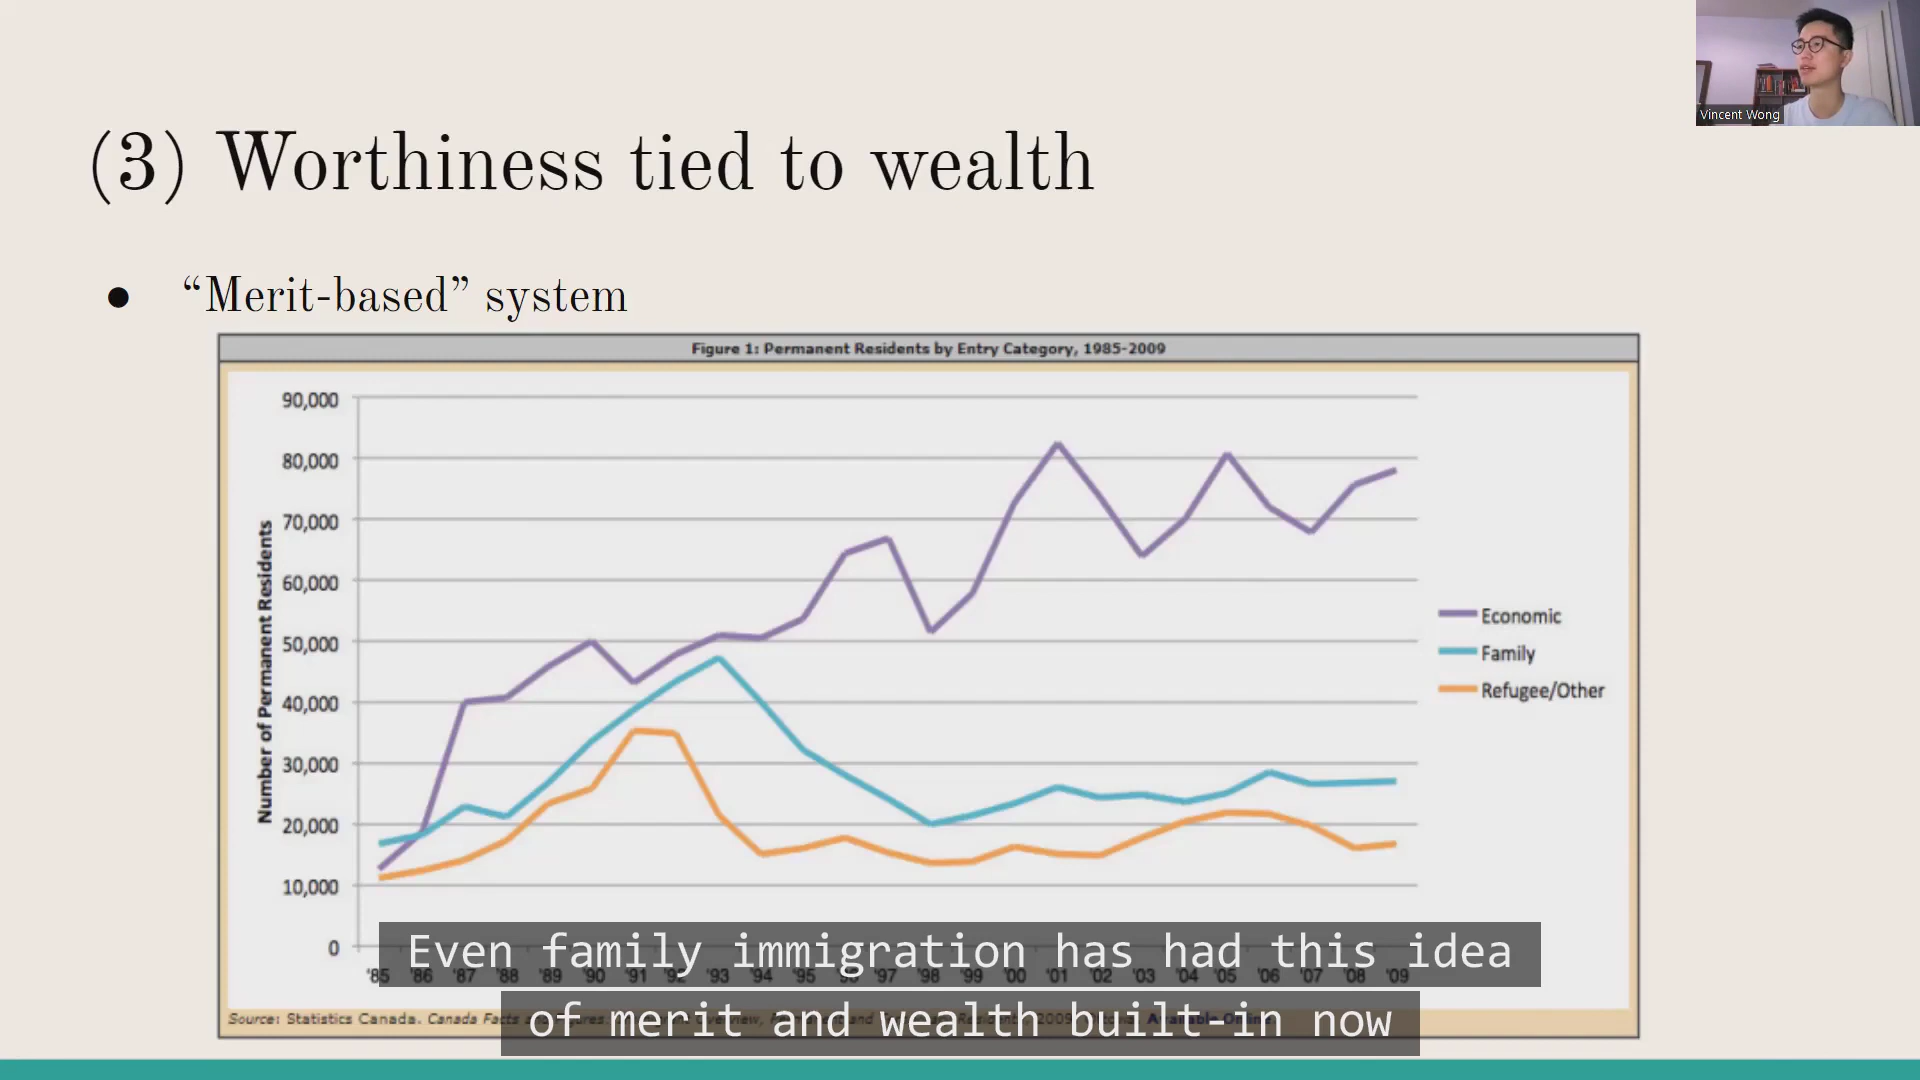 Vincent Wong
(3) Worthiness tied to wealth
● “Merit-based” system
Figure 1: Permanent Residents by Entry Category, 1985-2009
Number of Permanent Residents
90,000
80,000
70,000
60,000
50,000
40,000
30,000
20,000
10,000
0
Economic
Family
Refugee/Other
'85 '86 '87 '88 '89 '90 '91 '92 '93 '94 '95 '96 '97 '98 '99 '00 '01 '02 '03 '04 '05 '06 '07 '08 '09
Even family immigration has had this idea
of merit and wealth built-in now
Source: Statistics Canada. Canada Facts